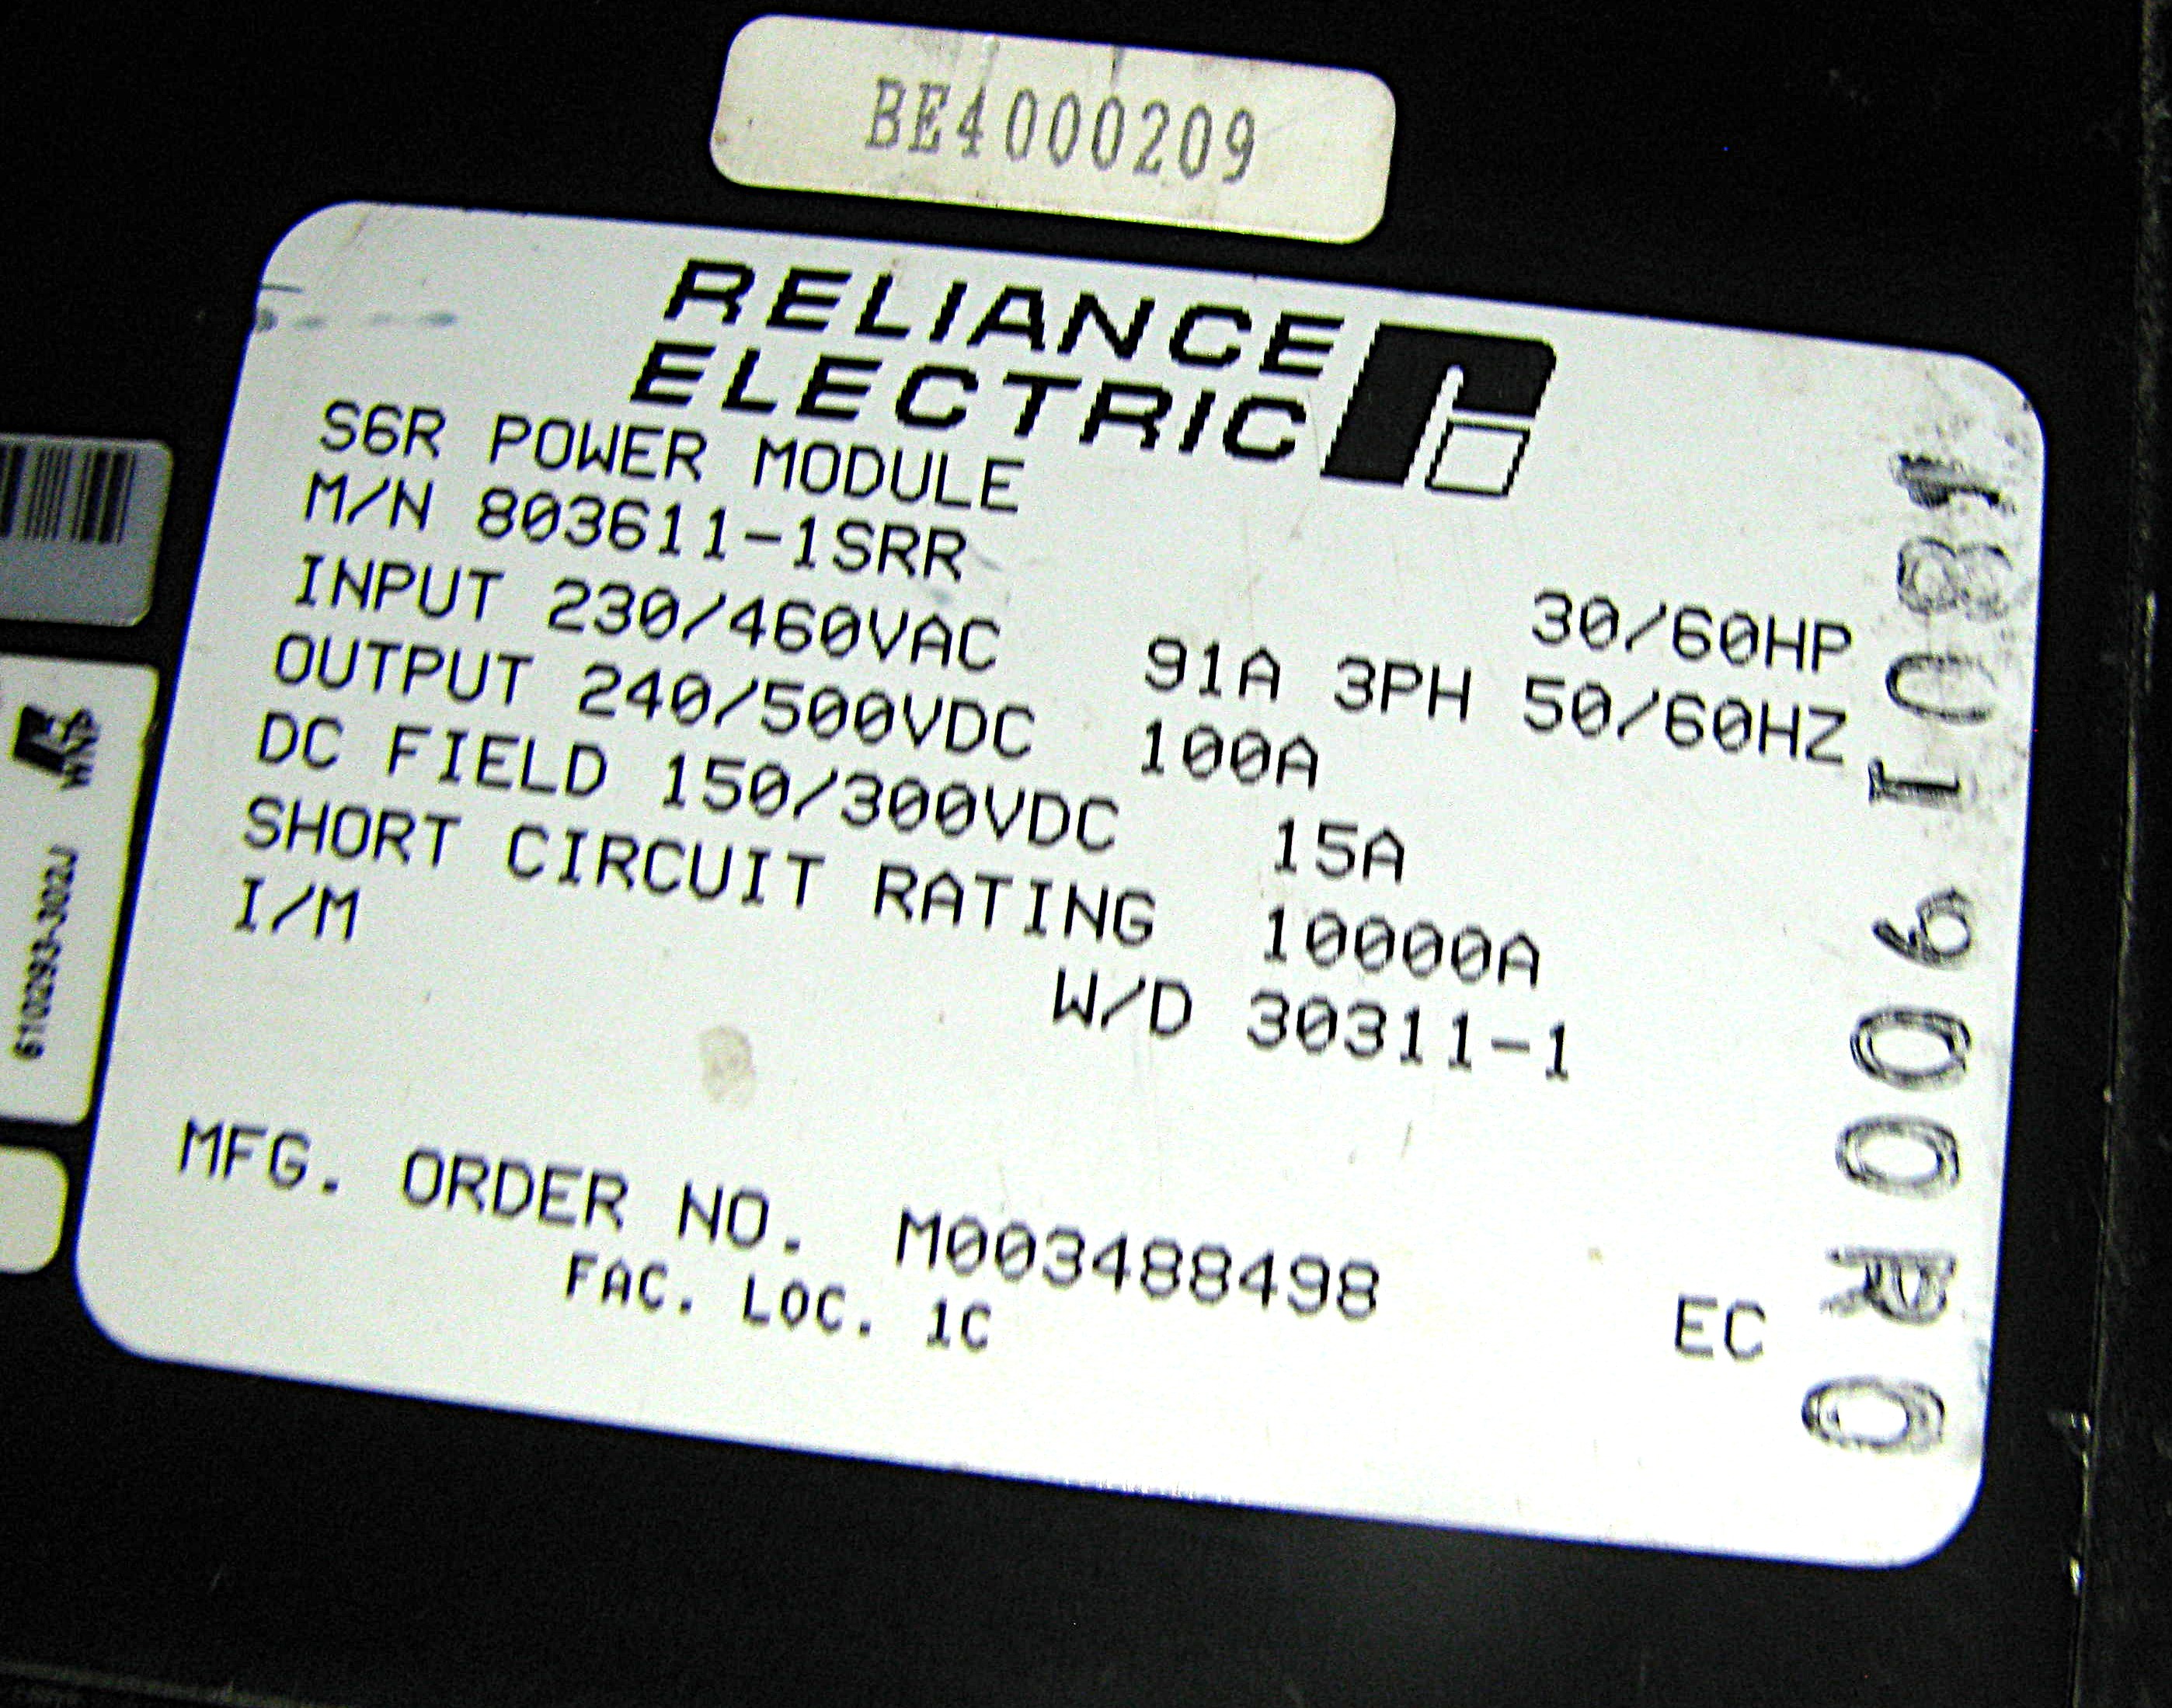 BE4000209
RELIANCE
ELECTRIC
S6R POWER MODULE
M/N 803611-1SRR
30/60HP
INPUT 230/460VAC 91A 3PH 50/60HZ
OUTPUT 240/500VDC 100A
DC FIELD 150/300VDC 15A
SHORT CIRCUIT RATING 10000A
I/M
W/D 30311-1
MFG. ORDER NO. M003488498
FAC. LOC. 1C
EC
610293-302J